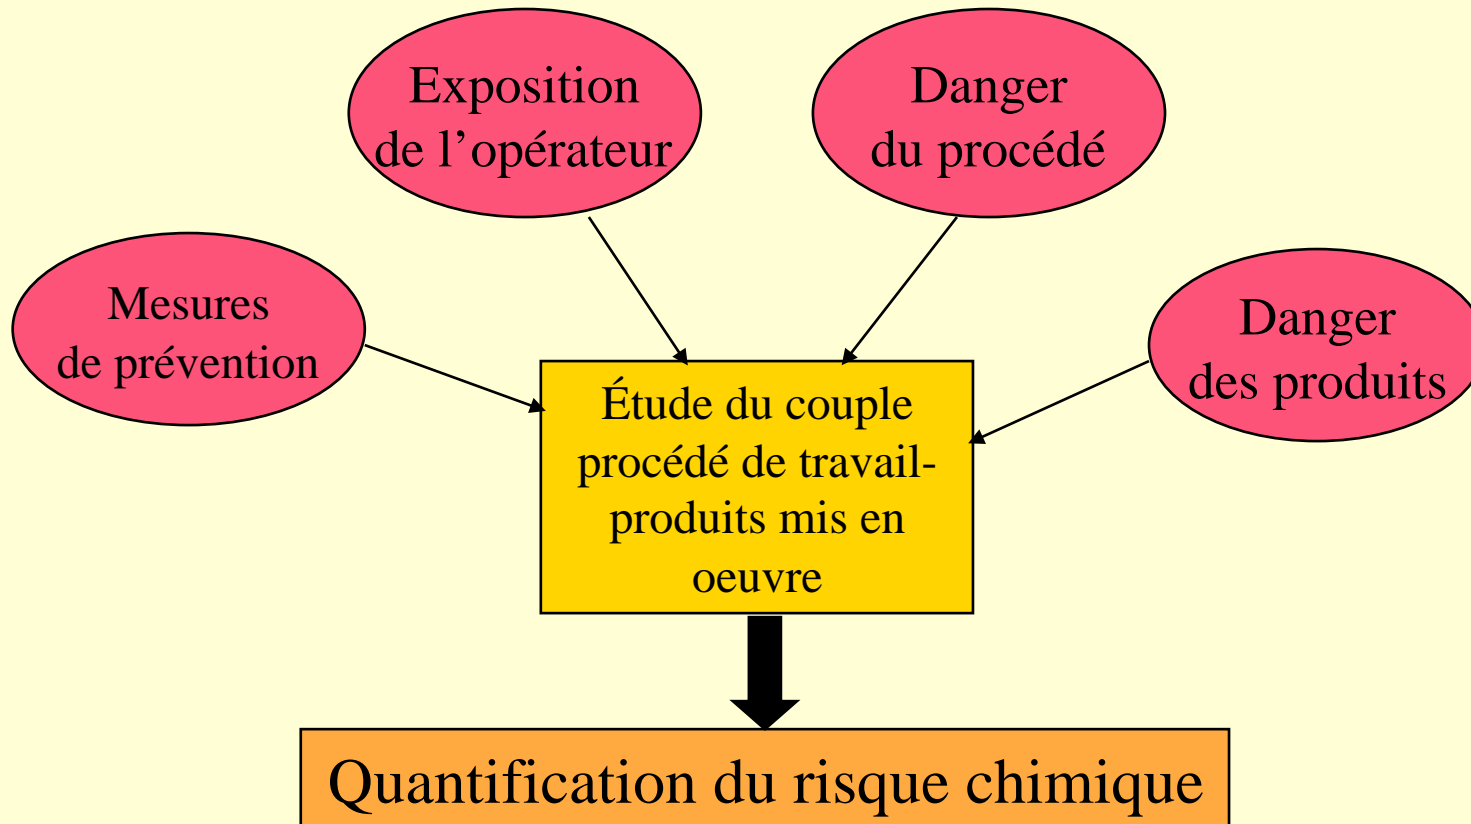 Exposition
de l’opérateur
Danger
du procédé
Mesures
de prévention
Danger
des produits
Étude du couple
procédé de travail-
produits mis en
oeuvre
Quantification du risque chimique